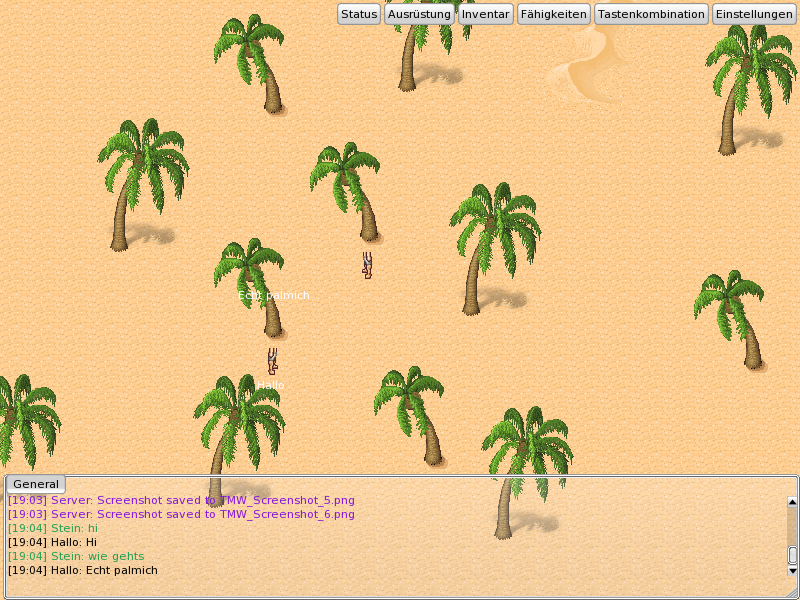 Status Ausrüstung Inventar Fähigkeiten Tastenkombination Einstellungen
Echt palmich
Hallo
General
[19:03] Server: Screenshot saved to TMW_Screenshot_5.png
[19:03] Server: Screenshot saved to TMW_Screenshot_6.png
[19:04] Stein: hi
[19:04] Hallo: Hi
[19:04] Stein: wie gehts
[19:04] Hallo: Echt palmich